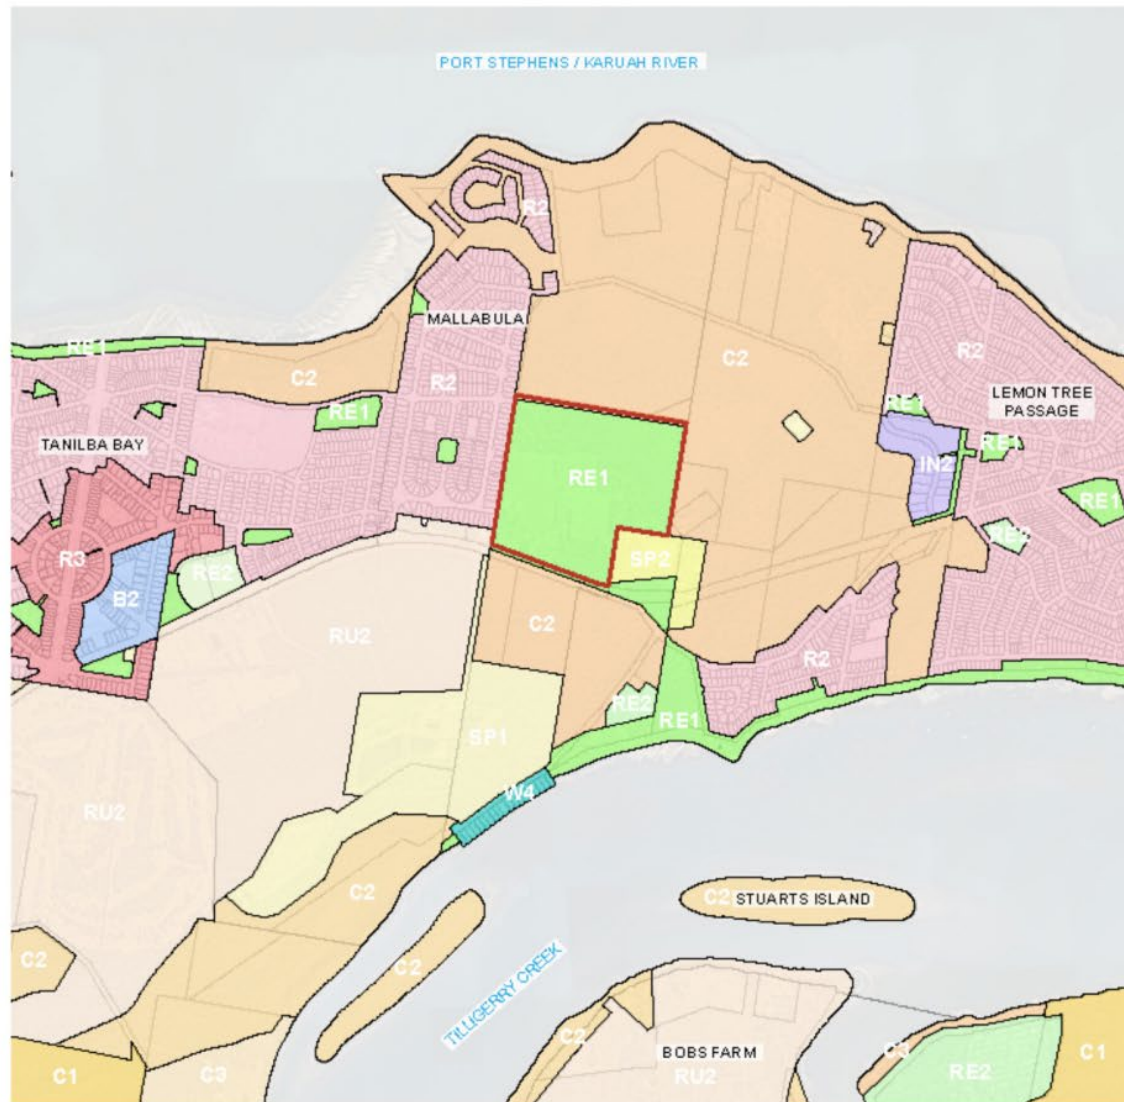 PORT STEPHENS / KARUAH RIVER
R2
MALLABULA
RE1
C2
R2
C2
R2
LEMON TREE
PASSAGE
RE1
RE1
TANILBA BAY
RE1
IN2
RE1
RE1
R3
RE2
SP2
RE2
B2
C2
RU2
R2
RE2
RE1
SP1
W4
RU2
C2
C2
STUARTS ISLAND
C2
C2
TILLIGERRY CREEK
C2
BOBS FARM
C3
C1
C1
C3
RU2
RE2